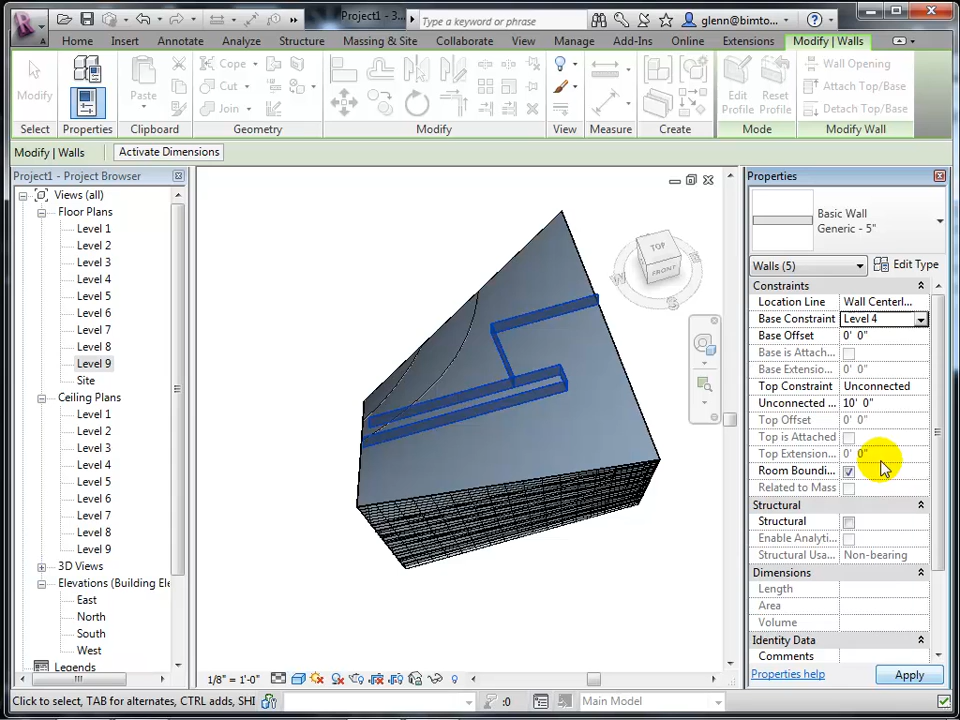 Project1 - 3...
Type a keyword or phrase
glenn@bimto...
Home
Insert
Annotate
Analyze
Structure
Massing & Site
Collaborate
View
Manage
Add-Ins
Online
Extensions
Modify | Walls
Modify
Paste
Cope
Cut
Join
Edit Profile
Reset Profile
Wall Opening
Attach Top/Base
Detach Top/Base
Select
Properties
Clipboard
Geometry
Modify
View
Measure
Create
Mode
Modify Wall
Modify | Walls
Activate Dimensions
Project1 - Project Browser
Views (all)
Floor Plans
Level 1
Level 2
Level 3
Level 4
Level 5
Level 6
Level 7
Level 8
Level 9
Site
Ceiling Plans
Level 1
Level 2
Level 3
Level 4
Level 5
Level 6
Level 7
Level 8
Level 9
3D Views
Elevations (Building Ele
East
North
South
West
Legends
TOP
FRONT
W
S
E
Properties
Basic Wall
Generic - 5"
Walls (5)
Edit Type
Constraints
Location Line Wall Centerl...
Base Constraint Level 4
Base Offset 0' 0"
Base is Attach...
Base Extensio... 0' 0"
Top Constraint Unconnected
Unconnected ... 10' 0"
Top Offset 0' 0"
Top is Attached
Top Extension... 0' 0"
Room Boundi...
Related to Mass
Structural
Structural
Enable Analyti...
Structural Usa... Non-bearing
Dimensions
Length
Area
Volume
Identity Data
Comments
Properties help
Apply
1/8" = 1'-0"
Click to select, TAB for alternates, CTRL adds, SHI
:0
Main Model